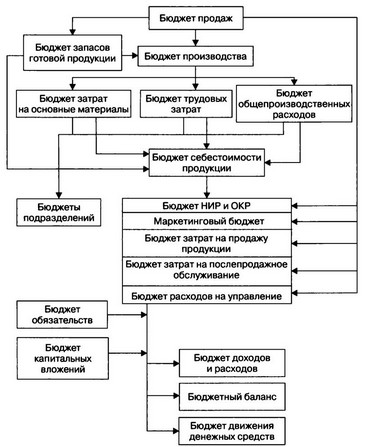 Бюджет продаж
Бюджет запасов
готовой продукции
Бюджет производства
Бюджет затрат
на основные материалы
Бюджет трудовых
затрат
Бюджет
общепроизводственных
расходов
Бюджет себестоимости
продукции
Бюджеты
подразделений
Бюджет НИР и ОКР
Маркетинговый бюджет
Бюджет затрат на продажу
продукции
Бюджет затрат на послепродажное
обслуживание
Бюджет расходов на управление
Бюджет
обязательств
Бюджет
капитальных
вложений
Бюджет доходов
и расходов
Бюджетный баланс
Бюджет движения
денежных средств